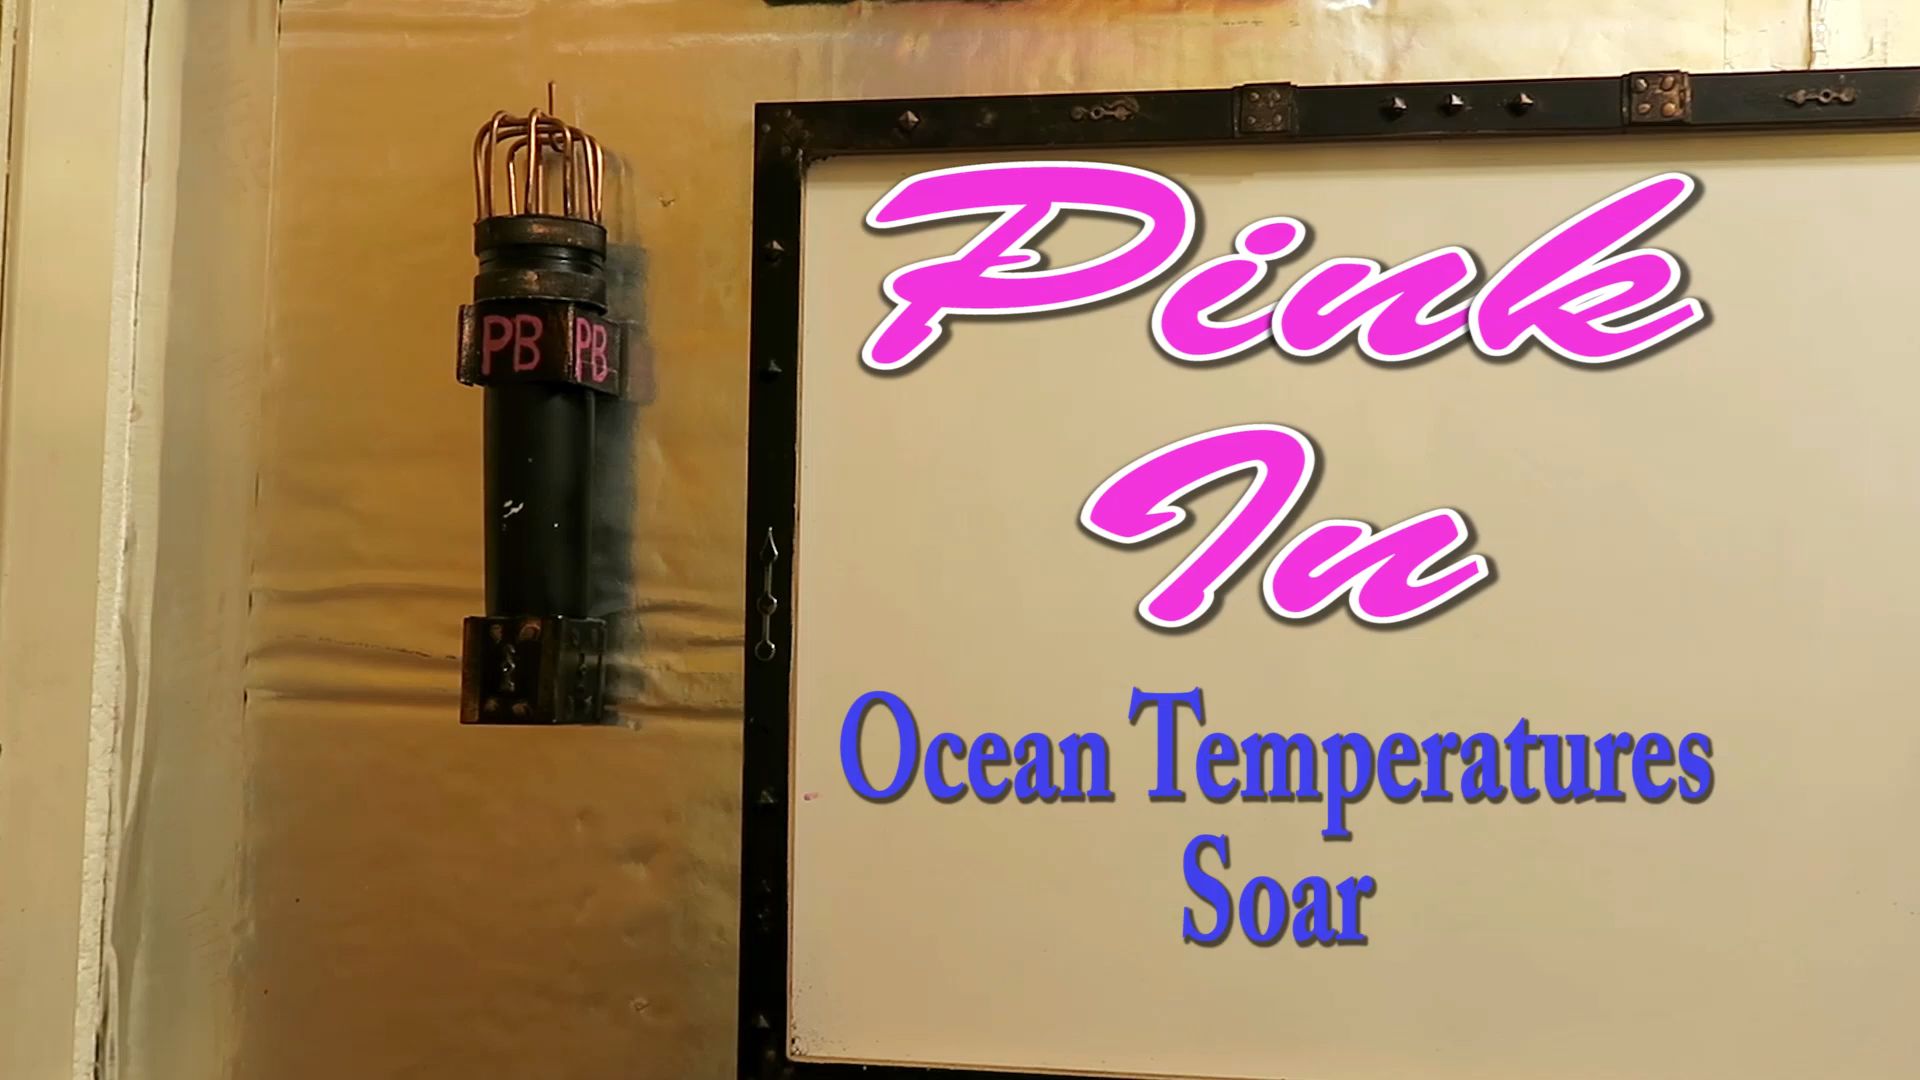 PB PB
Pink
In
Ocean Temperatures
Soar